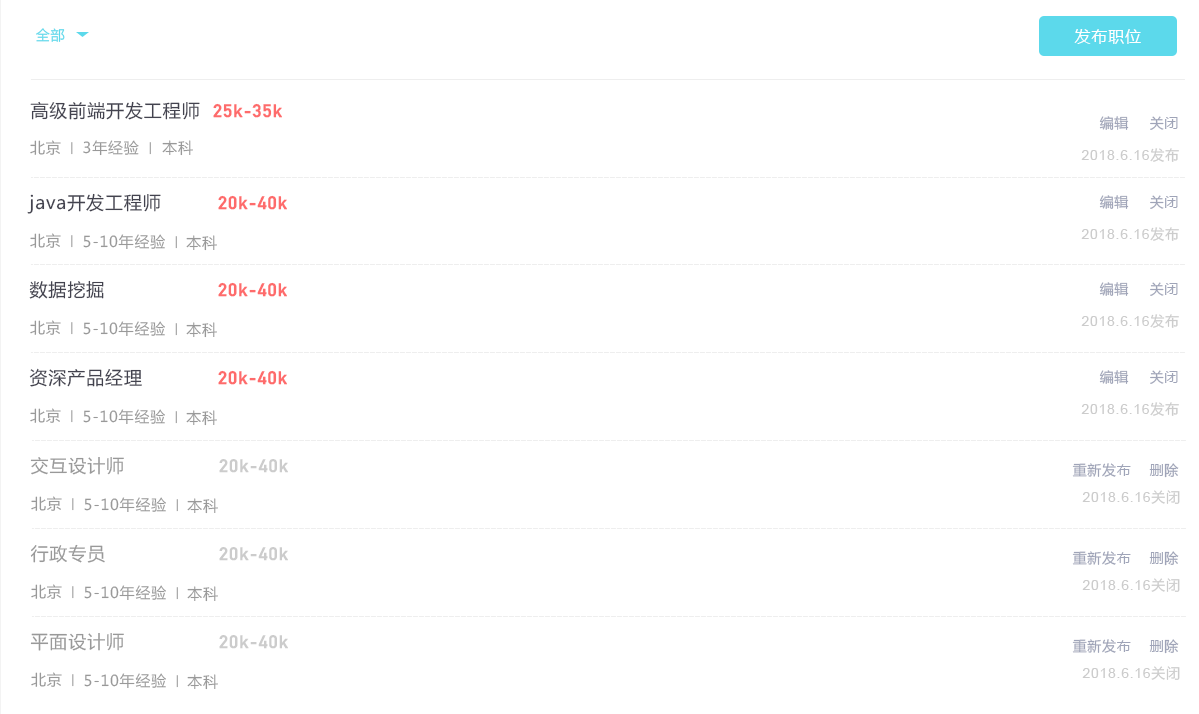 全部
发布职位
高级前端开发工程师 25k-35k
编辑 关闭
北京 | 3年经验 | 本科
2018.6.16发布
java开发工程师 20k-40k
编辑 关闭
2018.6.16发布
北京 | 5-10年经验 | 本科
数据挖掘 20k-40k
编辑 关闭
2018.6.16发布
北京 | 5-10年经验 | 本科
资深产品经理 20k-40k
编辑 关闭
2018.6.16发布
北京 | 5-10年经验 | 本科
交互设计师 20k-40k
重新发布 删除
2018.6.16关闭
北京 | 5-10年经验 | 本科
行政专员 20k-40k
重新发布 删除
2018.6.16关闭
北京 | 5-10年经验 | 本科
平面设计师 20k-40k
重新发布 删除
2018.6.16关闭
北京 | 5-10年经验 | 本科